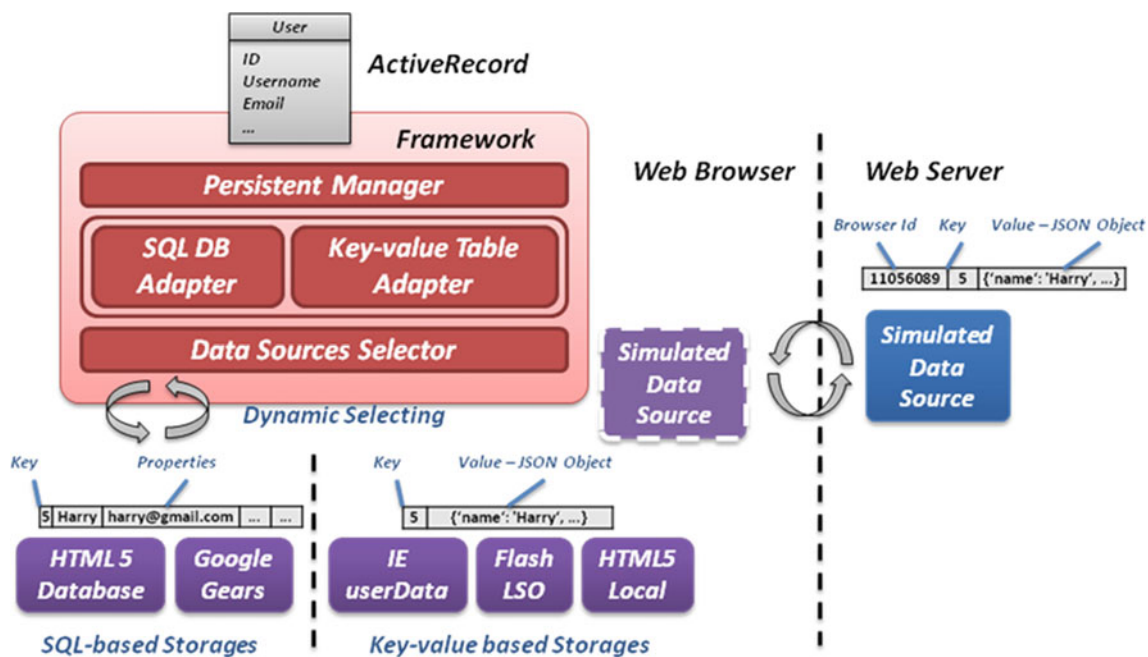 User
ID
Username
Email
...
ActiveRecord
Framework
Persistent Manager
SQL DB
Adapter
Key-value Table
Adapter
Data Sources Selector
Dynamic Selecting
Web Browser
Web Server
Browser Id Key Value – JSON Object
11056089 5 {'name': 'Harry', ...}
Simulated
Data
Source
Simulated
Data
Source
Key Properties
5 Harry harry@gmail.com ... ...
HTML 5
Database
Google
Gears
SQL-based Storages
Key Value – JSON Object
5 {'name': 'Harry', ...}
IE
userData
Flash
LSO
HTML5
Local
Key-value based Storages